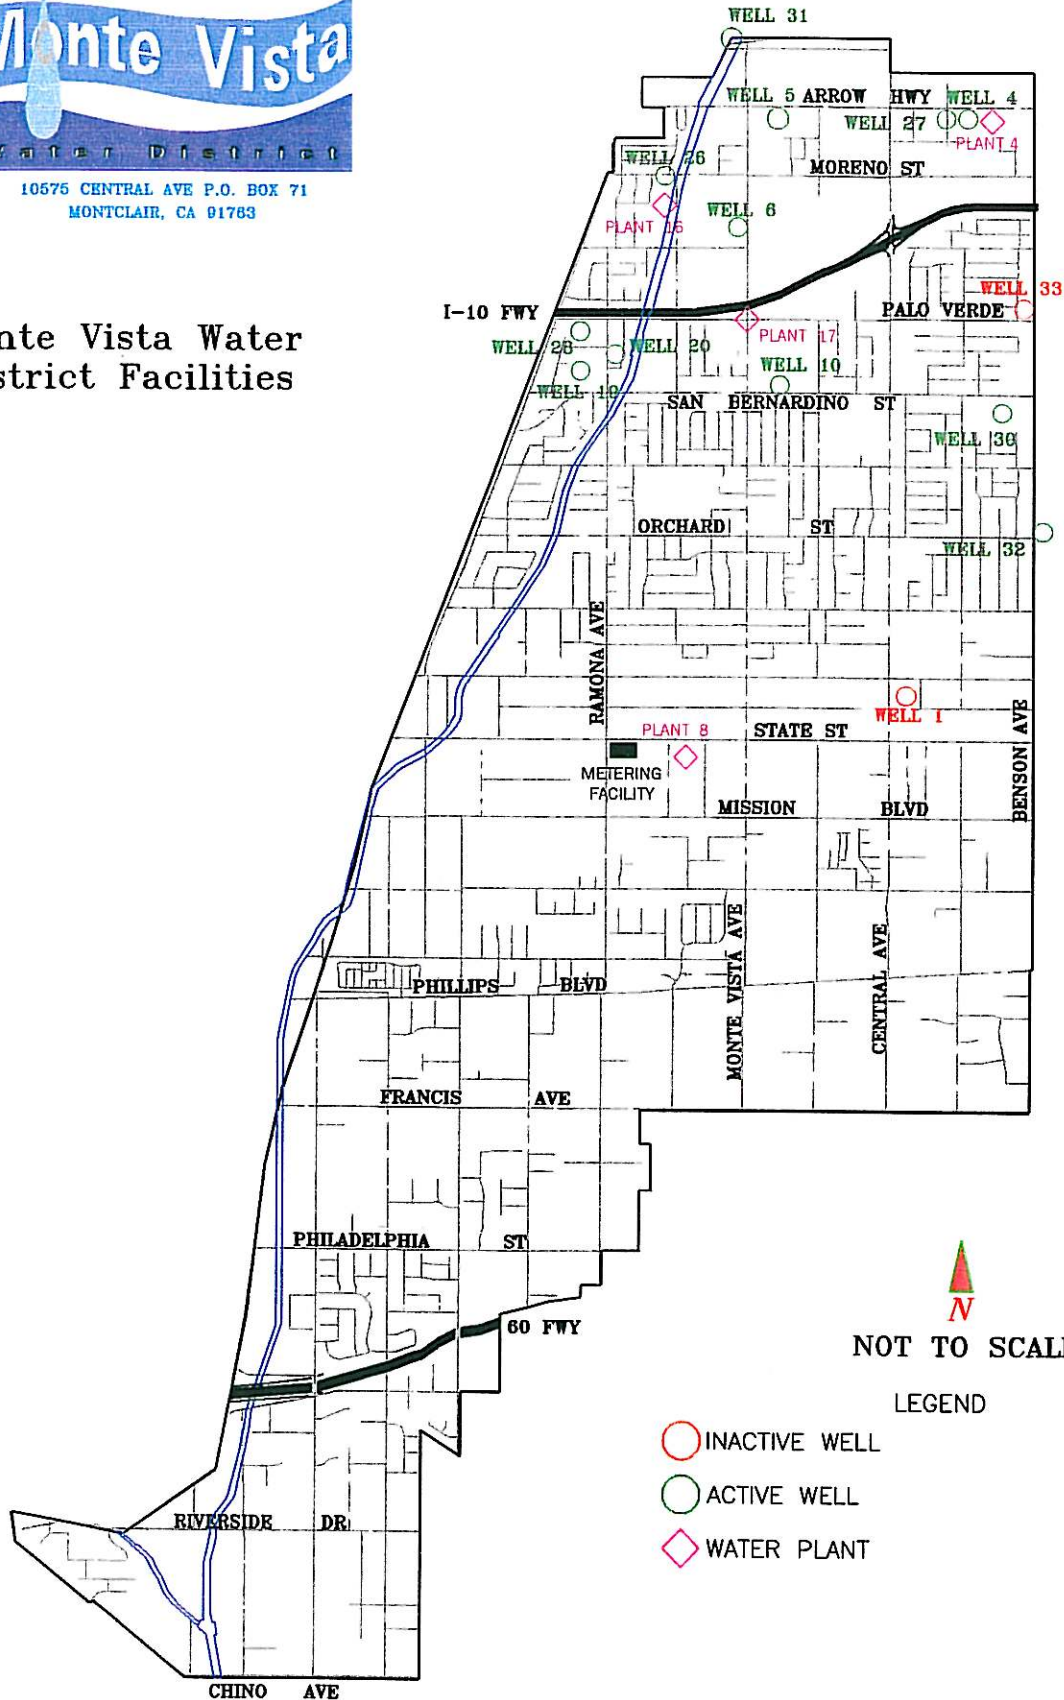 Monte Vista
Water District
10575 CENTRAL AVE P.O. BOX 71
MONTCLAIR, CA 91763
nte Vista Water
strict Facilities
WELL 31
WELL 5
ARROW HWY
WELL 4
WELL 27
PLANT 4
WELL 26
MORENO ST
PLANT 16
WELL 6
WELL 33
I-10 FWY
PALO VERDE
PLANT 17
WELL 28
WELL 20
WELL 10
WELL 19
SAN BERNARDINO ST
WELL 30
ORCHARD ST
WELL 32
RAMONA AVE
WELL 1
PLANT 8
STATE ST
BENSON AVE
METERING
FACILITY
MISSION BLVD
MONTE VISTA AVE
CENTRAL AVE
PHILLIPS BLVD
FRANCIS AVE
PHILADELPHIA ST
60 FWY
N
NOT TO SCAL
LEGEND
INACTIVE WELL
ACTIVE WELL
WATER PLANT
RIVERSIDE DR
CHINO AVE